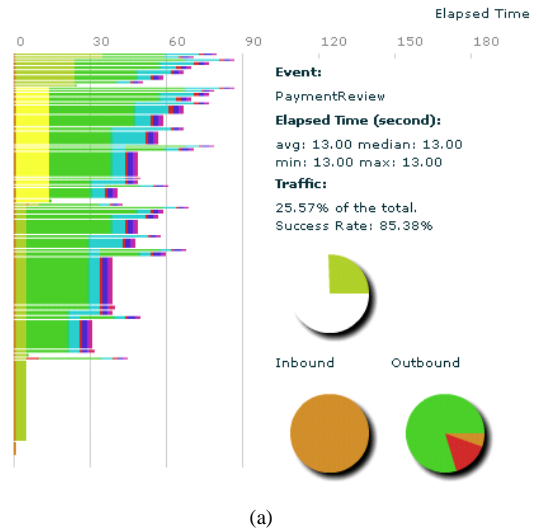 Elapsed Time
0 30 60 90 120 150 180
Event:
PaymentReview
Elapsed Time (second):
avg: 13.00 median: 13.00
min: 13.00 max: 13.00
Traffic:
25.57% of the total.
Success Rate: 85.38%
Inbound Outbound
(a)